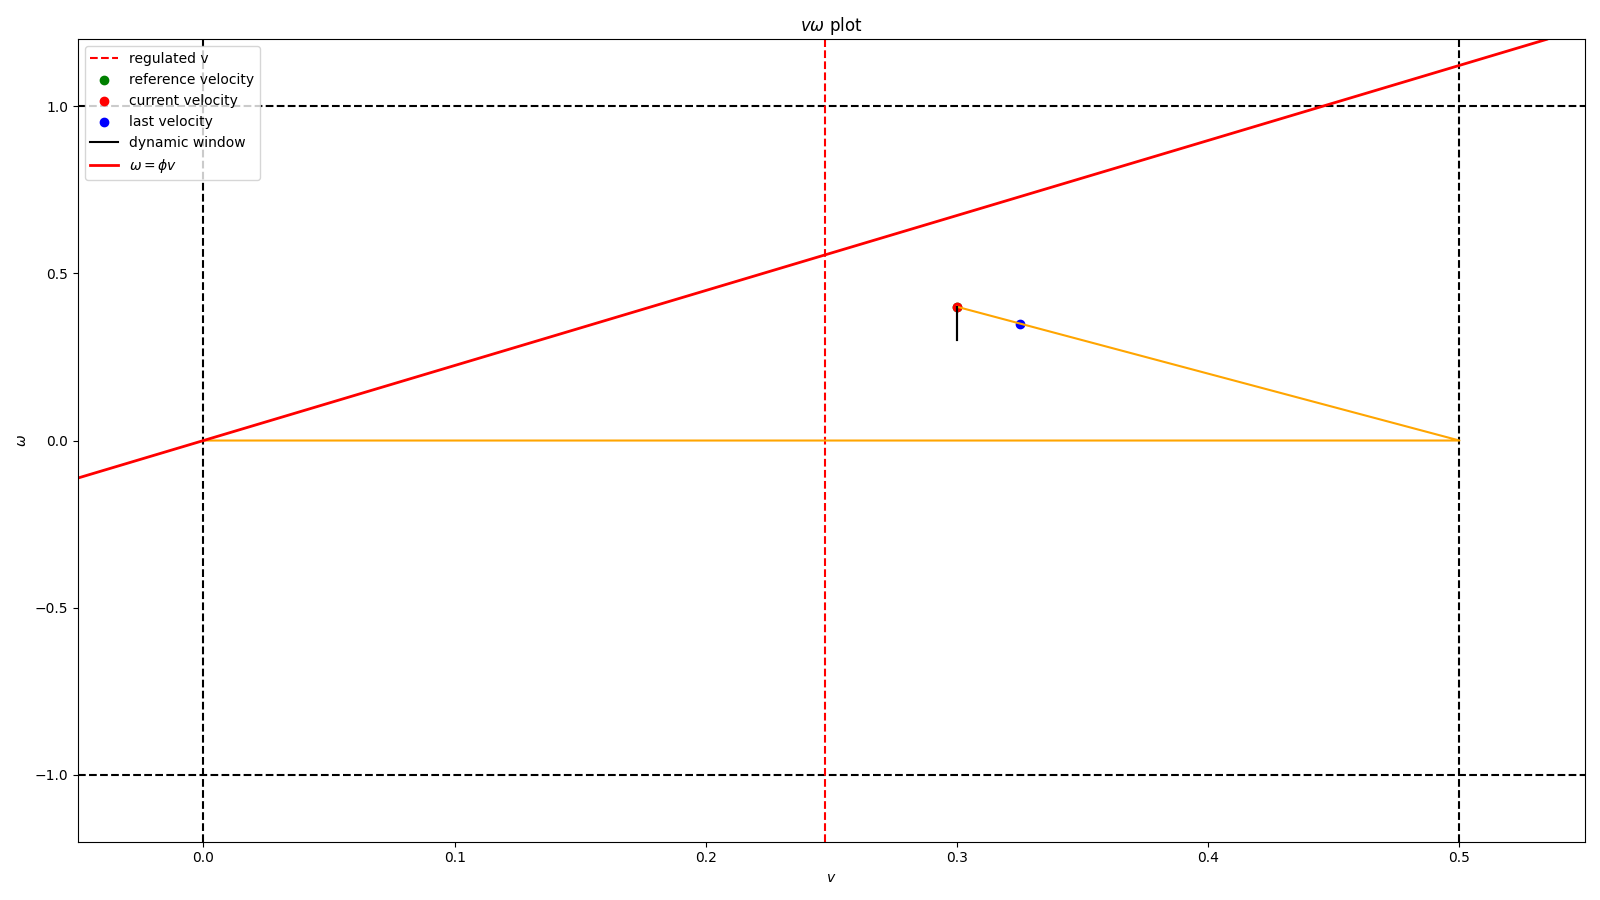 vω plot
regulated v
reference velocity
current velocity
last velocity
dynamic window
ω = ϕv
1.0
0.5
0.0
−0.5
−1.0
ω
0.0 0.1 0.2 0.3 0.4 0.5
v